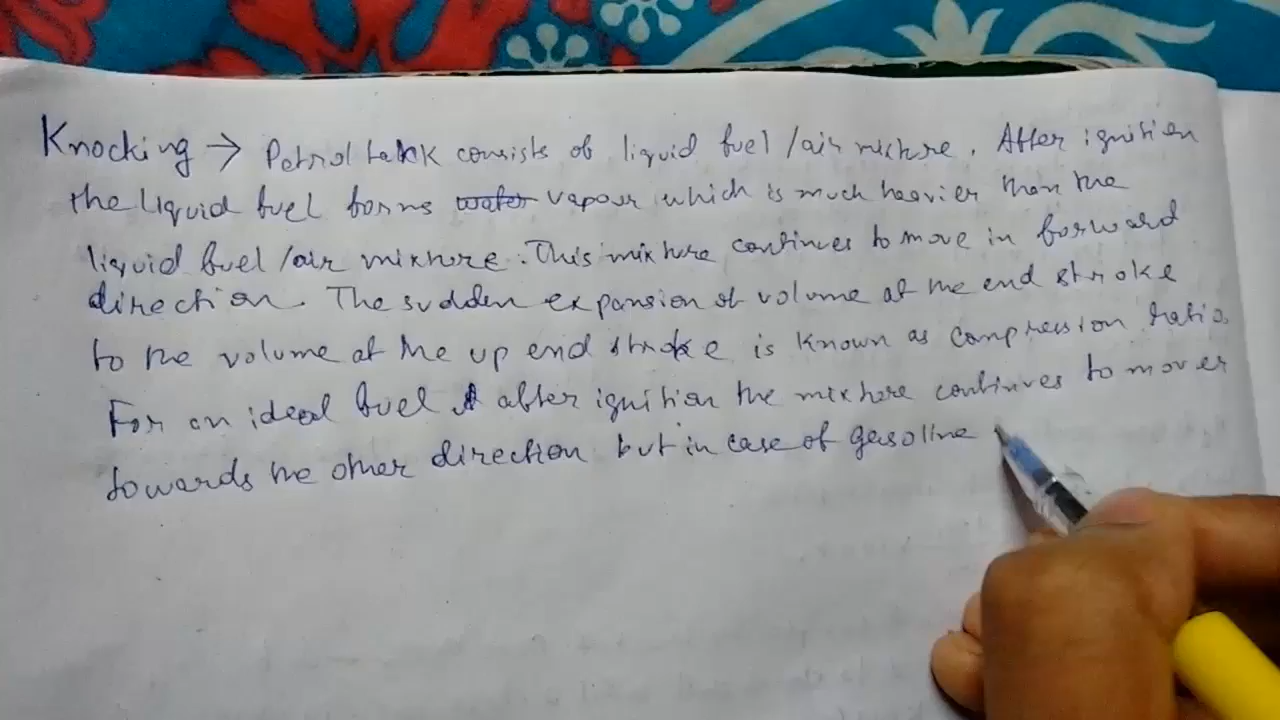 Knocking → Petrol tank consists of liquid fuel/air mixture. After ignition
the liquid fuel forms water vapour which is much heavier than the
liquid fuel/air mixture. This mixture continues to move in forward
direction. The sudden expansion of volume at the end stroke
to the volume at the up end stroke is known as compression ratio.
For an ideal fuel after ignition the mixture continues to mover
towards the other direction but in case of gasoline